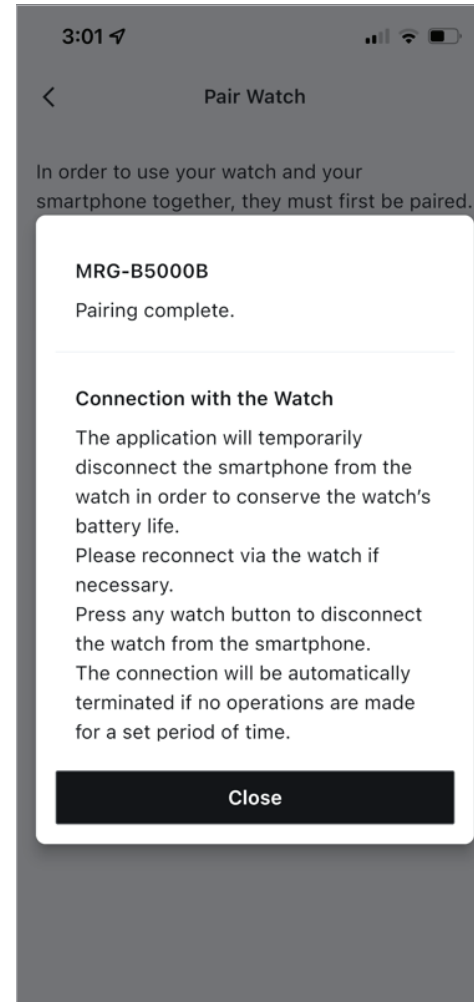 3:01
Pair Watch
In order to use your watch and your
smartphone together, they must first be paired.
MRG-B5000B
Pairing complete.
Connection with the Watch
The application will temporarily
disconnect the smartphone from the
watch in order to conserve the watch's
battery life.
Please reconnect via the watch if
necessary.
Press any watch button to disconnect
the watch from the smartphone.
The connection will be automatically
terminated if no operations are made
for a set period of time.
Close